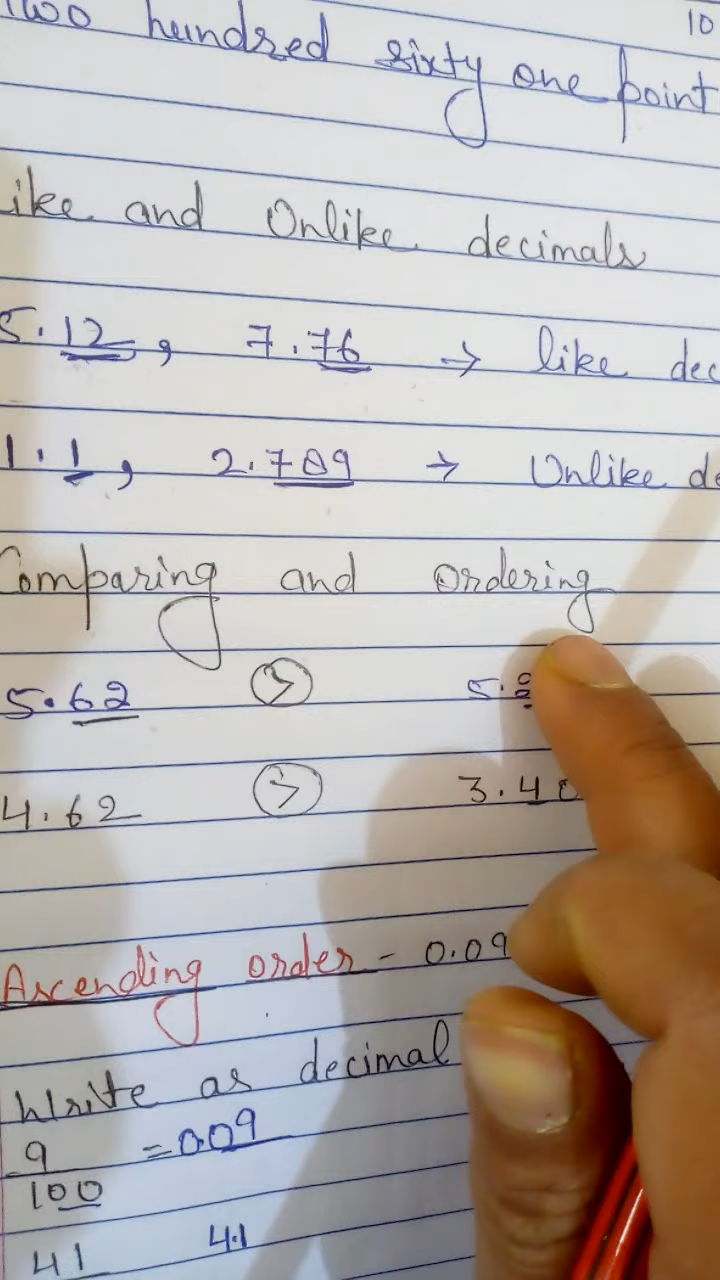 10
Two hundred sixty one point
ike and Unlike decimals
5.12, 7.76 → like dec
1.1, 2.789 → Unlike de
Comparing and ordering
5.62 > 5.
4.62 > 3.4
Ascending order - 0.09
Write as decimal
9 = 0.09
100
41 4.1